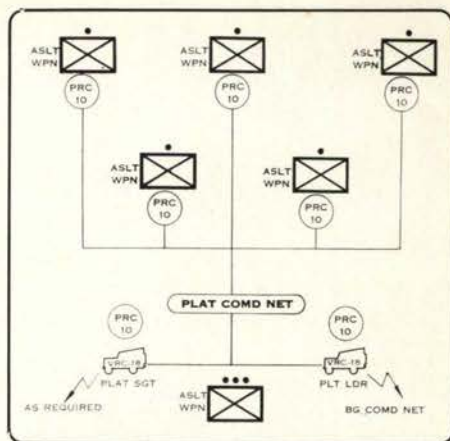 ASLT
WPN
PRC
10
ASLT
WPN
PRC
10
ASLT
WPN
PRC
10
ASLT
WPN
PRC
10
ASLT
WPN
PRC
10
PLAT COMD NET
PRC
10
PRC
10
VRC-18
PLAT SGT
VRC-18
PLT LDR
AS REQUIRED
ASLT
WPN
BG COMD NET